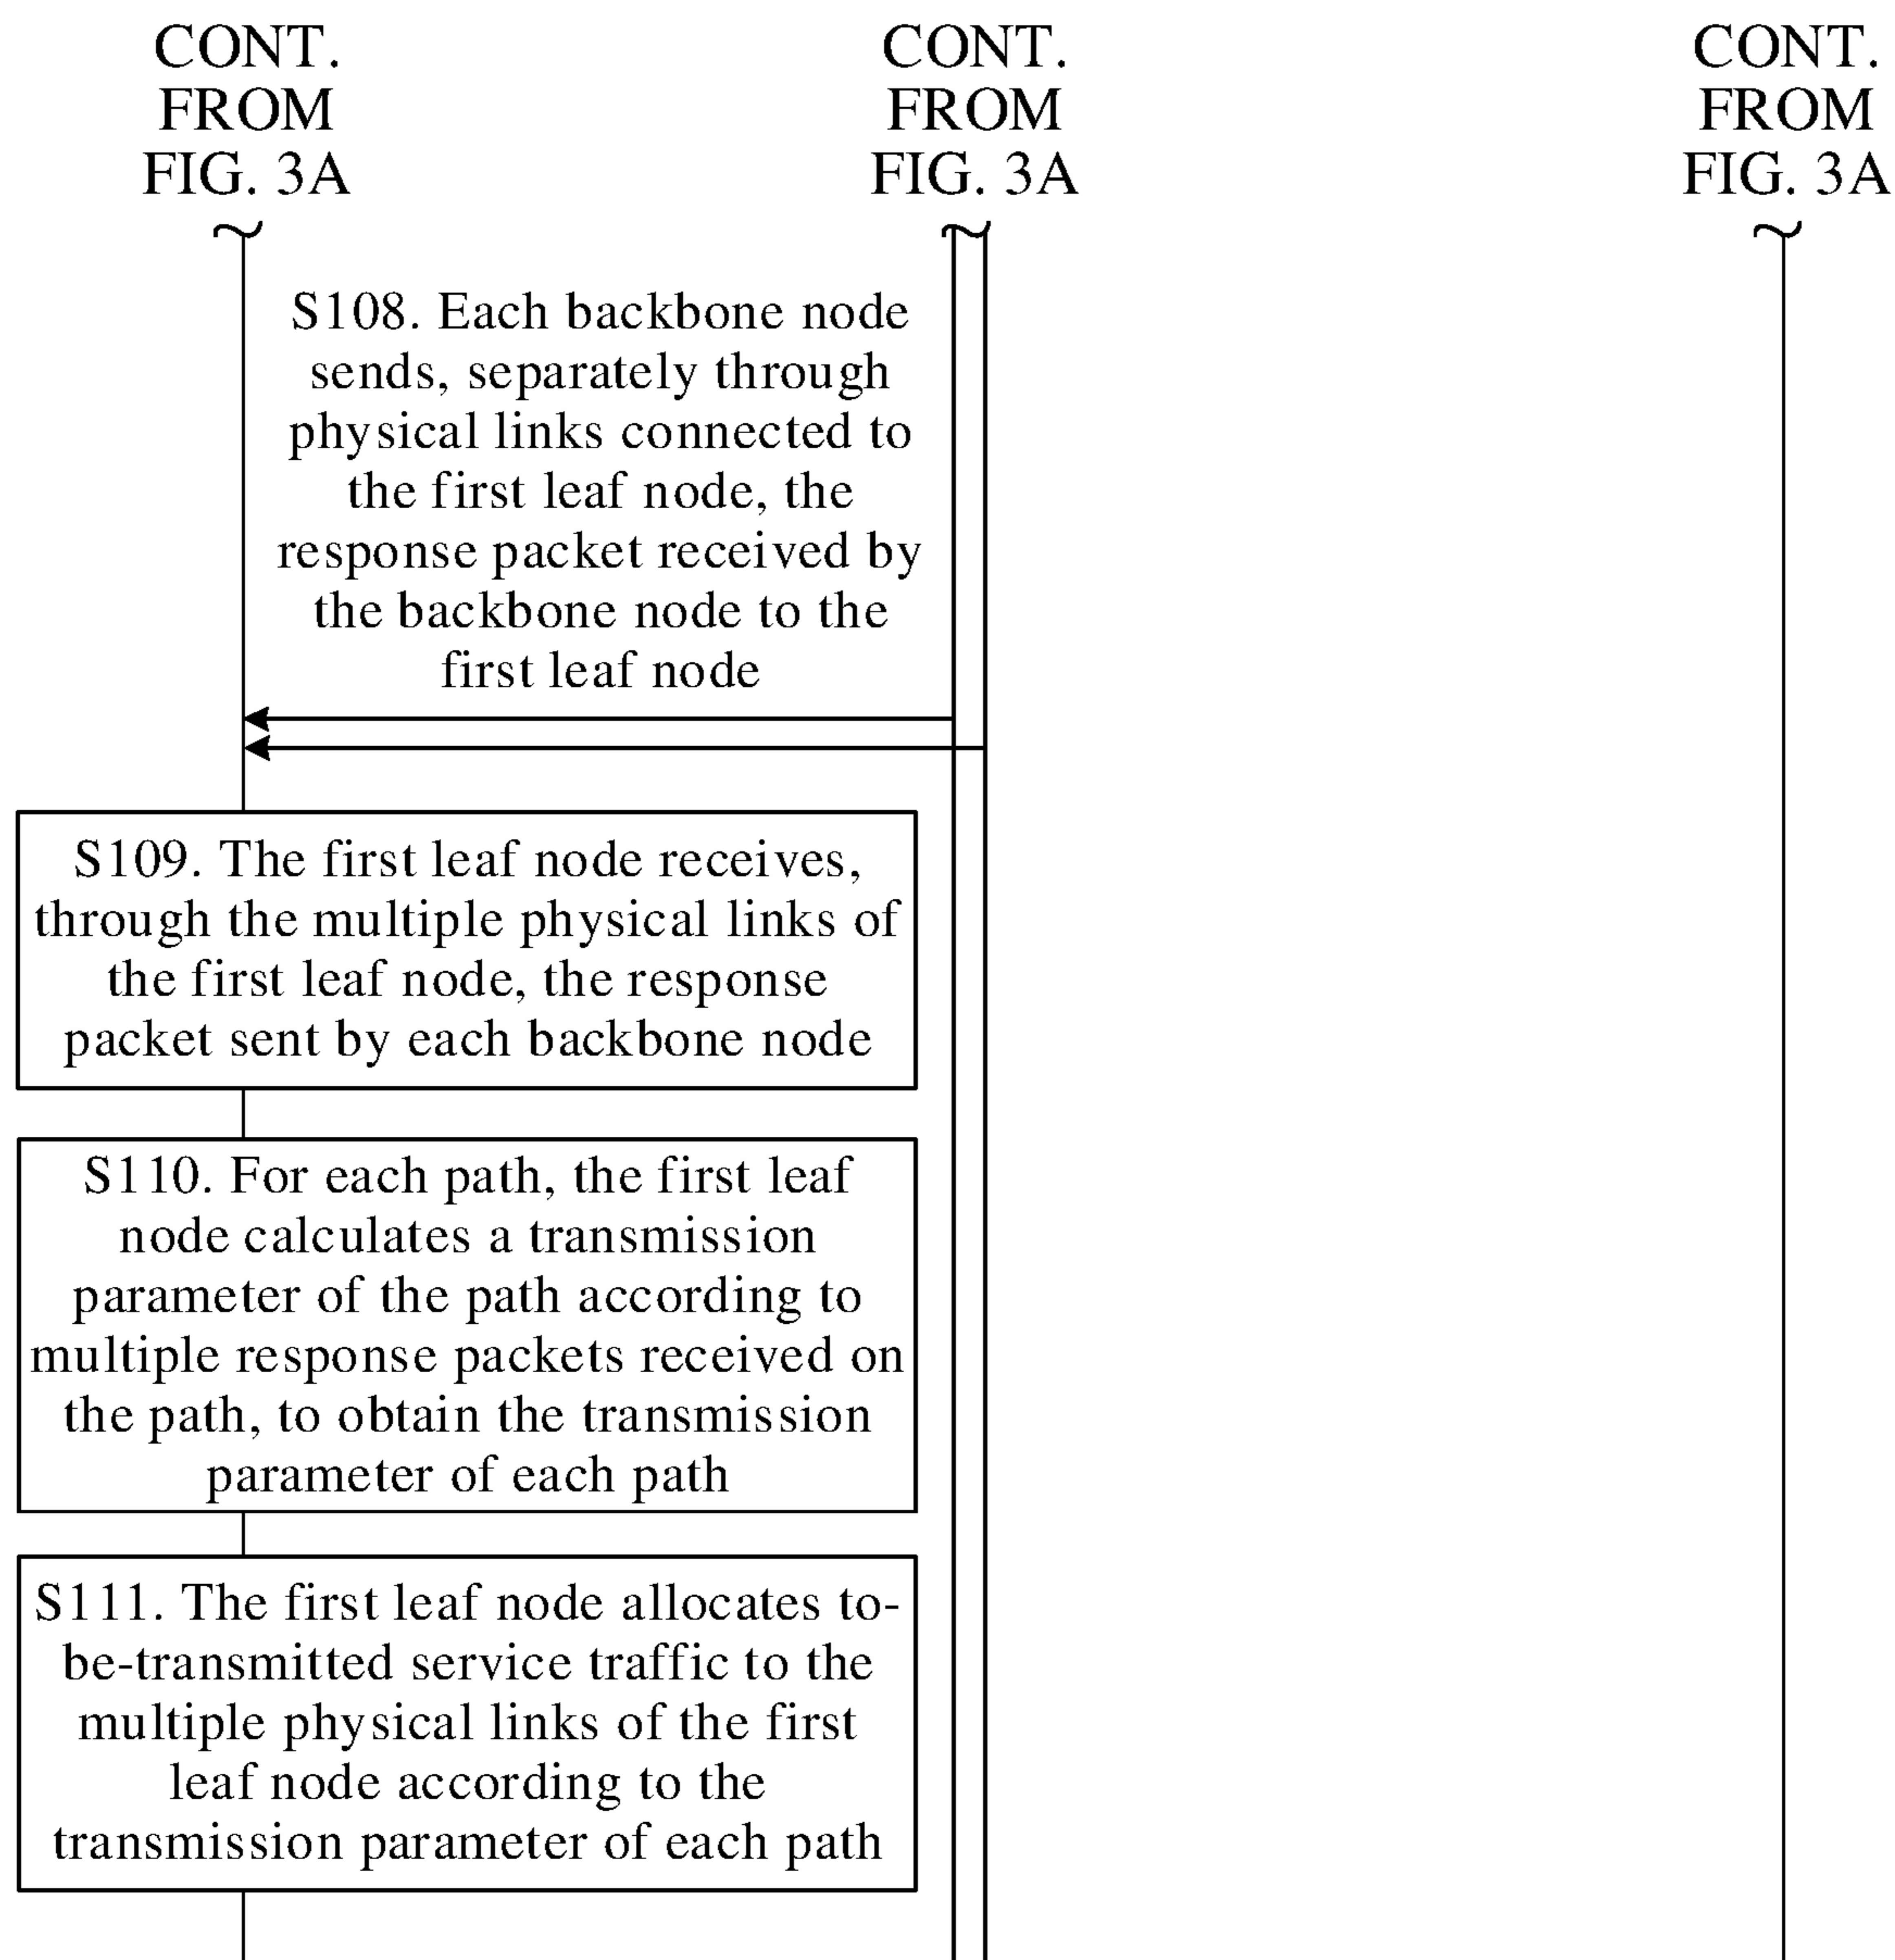 CONT.
FROM
FIG. 3A
CONT.
FROM
FIG. 3A
CONT.
FROM
FIG. 3A
S108. Each backbone node
sends, separately through
physical links connected to
the first leaf node, the
response packet received by
the backbone node to the
first leaf node
S109. The first leaf node receives,
through the multiple physical links of
the first leaf node, the response
packet sent by each backbone node
S110. For each path, the first leaf
node calculates a transmission
parameter of the path according to
multiple response packets received on
the path, to obtain the transmission
parameter of each path
S111. The first leaf node allocates to-
be-transmitted service traffic to the
multiple physical links of the first
leaf node according to the
transmission parameter of each path